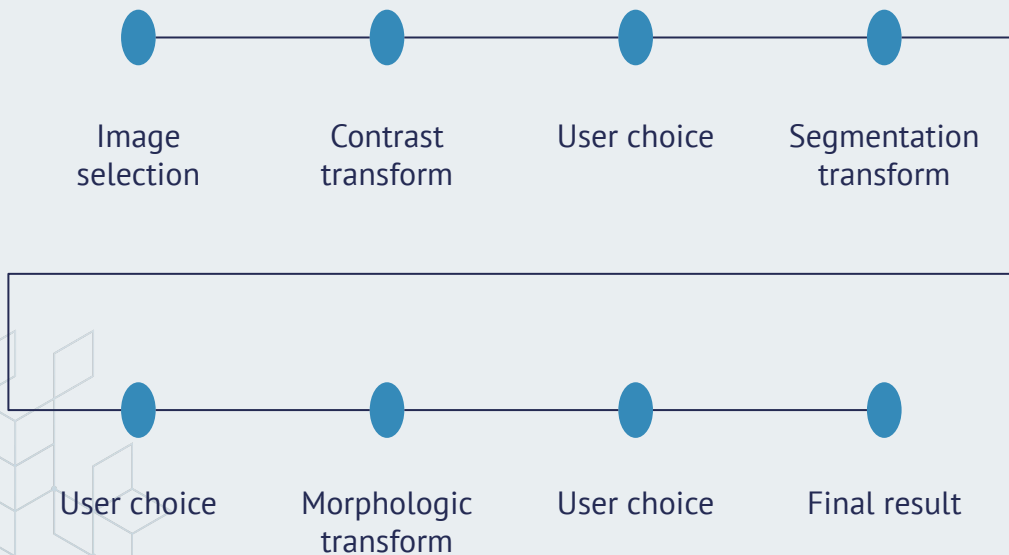 Image
selection
Contrast
transform
User choice
Segmentation
transform
User choice
Morphologic
transform
User choice
Final result